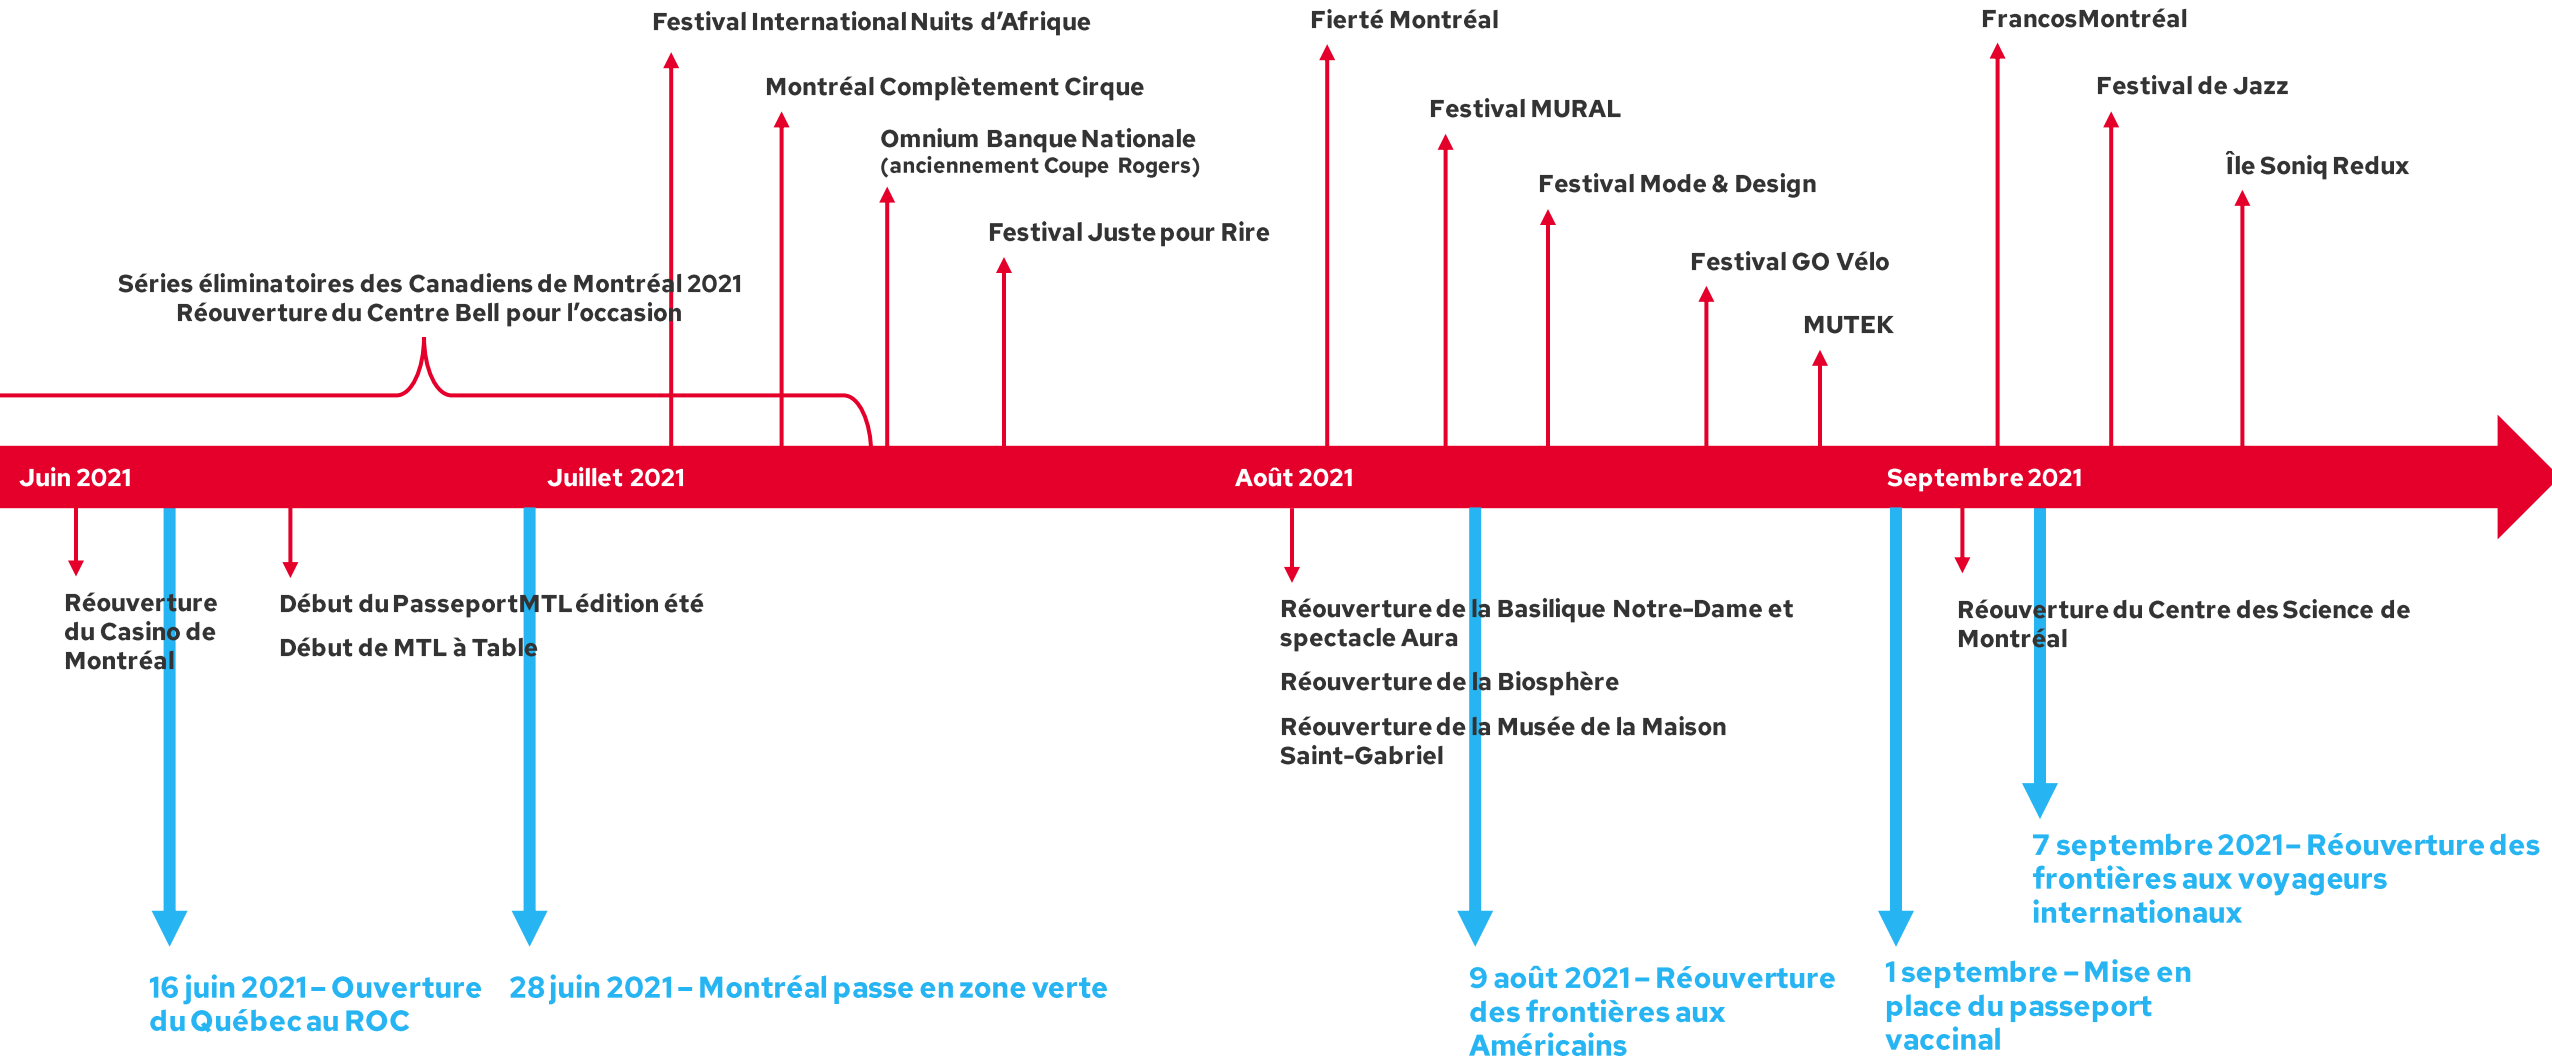 Festival International Nuits d’Afrique
Montréal Complètement Cirque
Omnium Banque Nationale
(anciennement Coupe Rogers)
Festival Juste pour Rire
Séries éliminatoires des Canadiens de Montréal 2021
Réouverture du Centre Bell pour l’occasion
Fierté Montréal
Festival MURAL
Festival Mode & Design
Festival GO Vélo
MUTEK
FrancosMontréal
Festival de Jazz
Île Soniq Redux
Juin 2021
Juillet 2021
Août 2021
Septembre 2021
Réouverture
du Casino de
Montréal
Début du Passeport MTL édition été
Début de MTL à Table
Réouverture de la Basilique Notre-Dame et
spectacle Aura
Réouverture de la Biosphère
Réouverture de la Musée de la Maison
Saint-Gabriel
Réouverture du Centre des Science de
Montréal
16 juin 2021 – Ouverture
du Québec au ROC
28 juin 2021 – Montréal passe en zone verte
9 août 2021 – Réouverture
des frontières aux
Américains
1 septembre – Mise en
place du passeport
vaccinal
7 septembre 2021 – Réouverture des
frontières aux voyageurs
internationaux